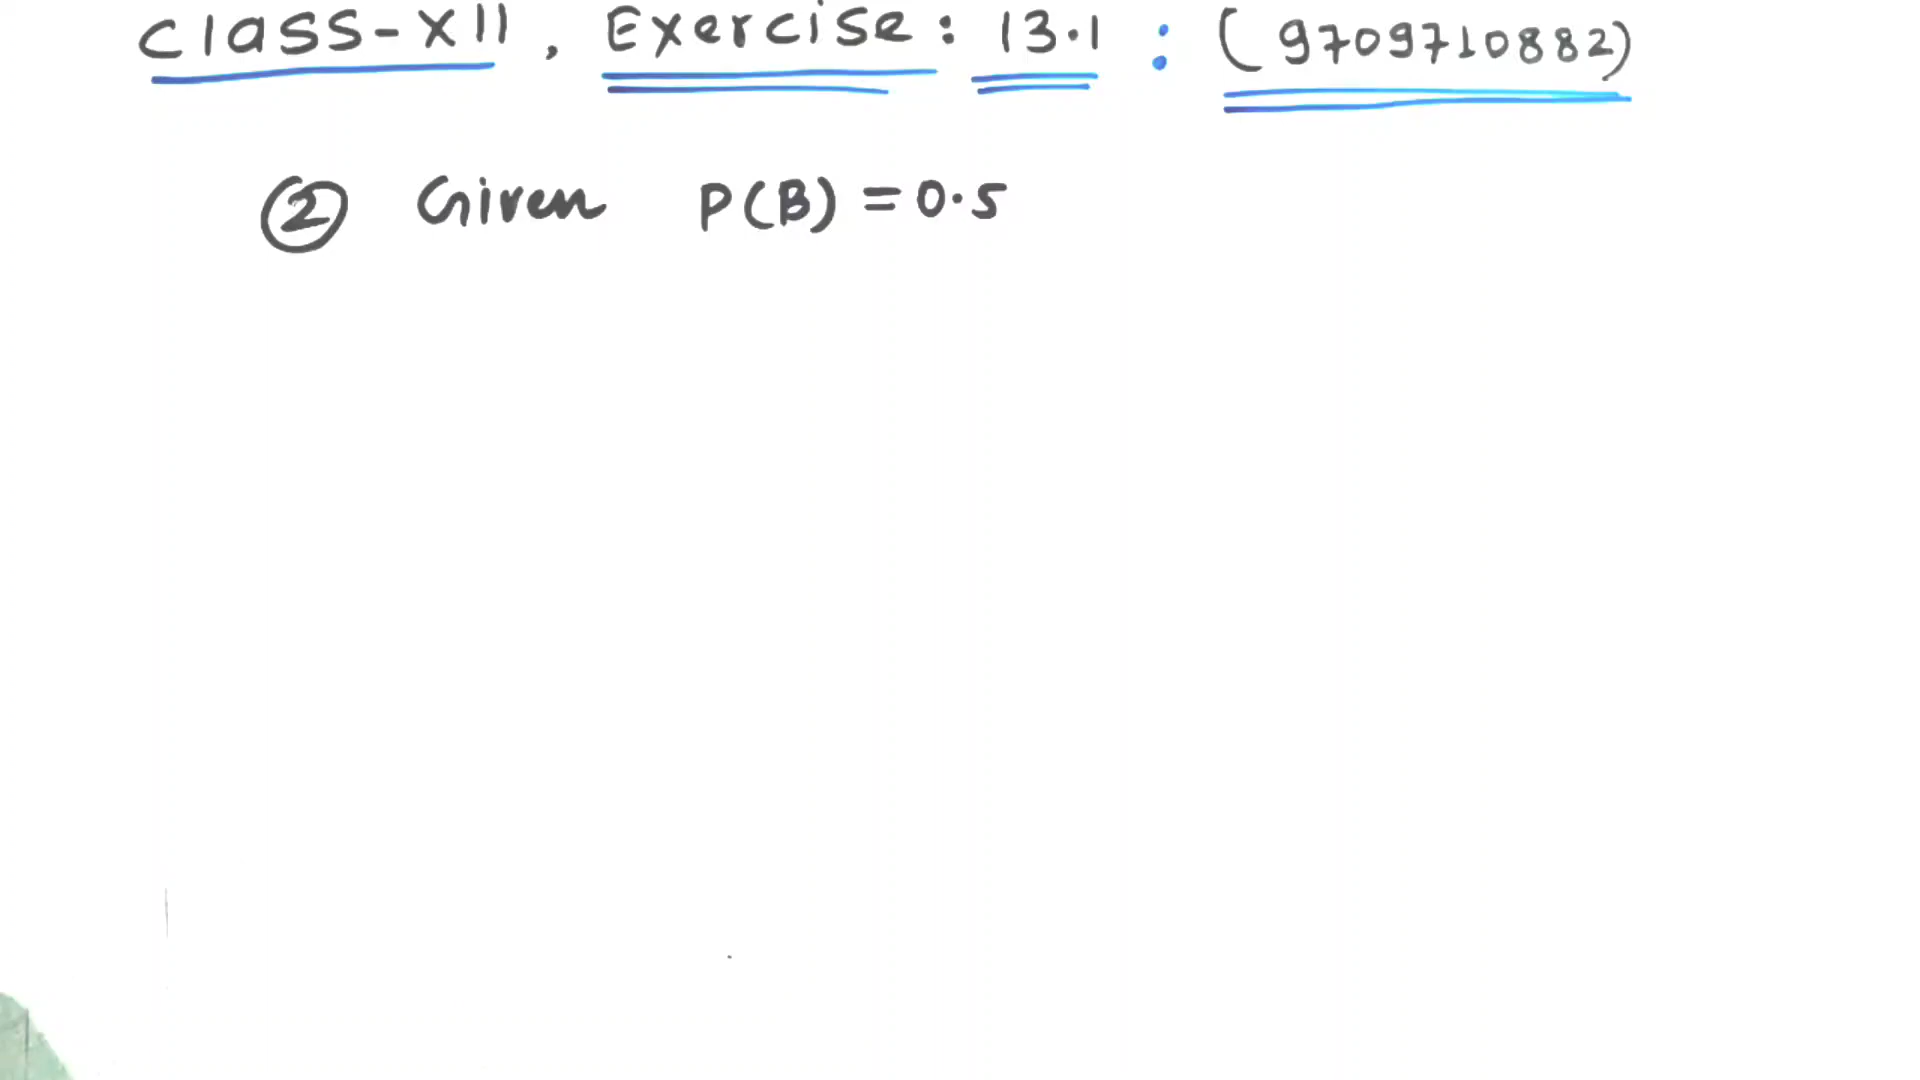 Class-XII, Exercise: 13.1 : (9709710882)
② Given P(B) = 0.5